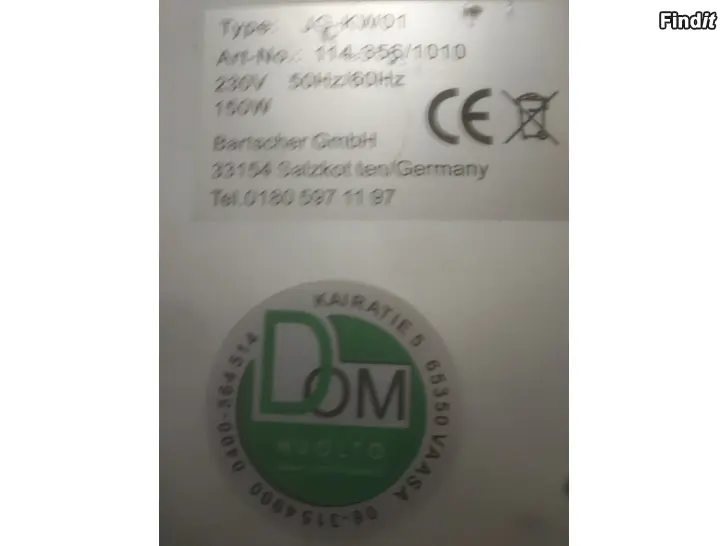 Findit
Type: JG-KW01
Art-No.: 114.356/1010
230V 50Hz/60Hz
150W
CE
Bartscher GmbH
33154 Salzkotten/Germany
Tel.0180 597 11 97
KAIRATIE 5 65350 VAASA
DOM
HUOLTO
0400-364514
06-3154900